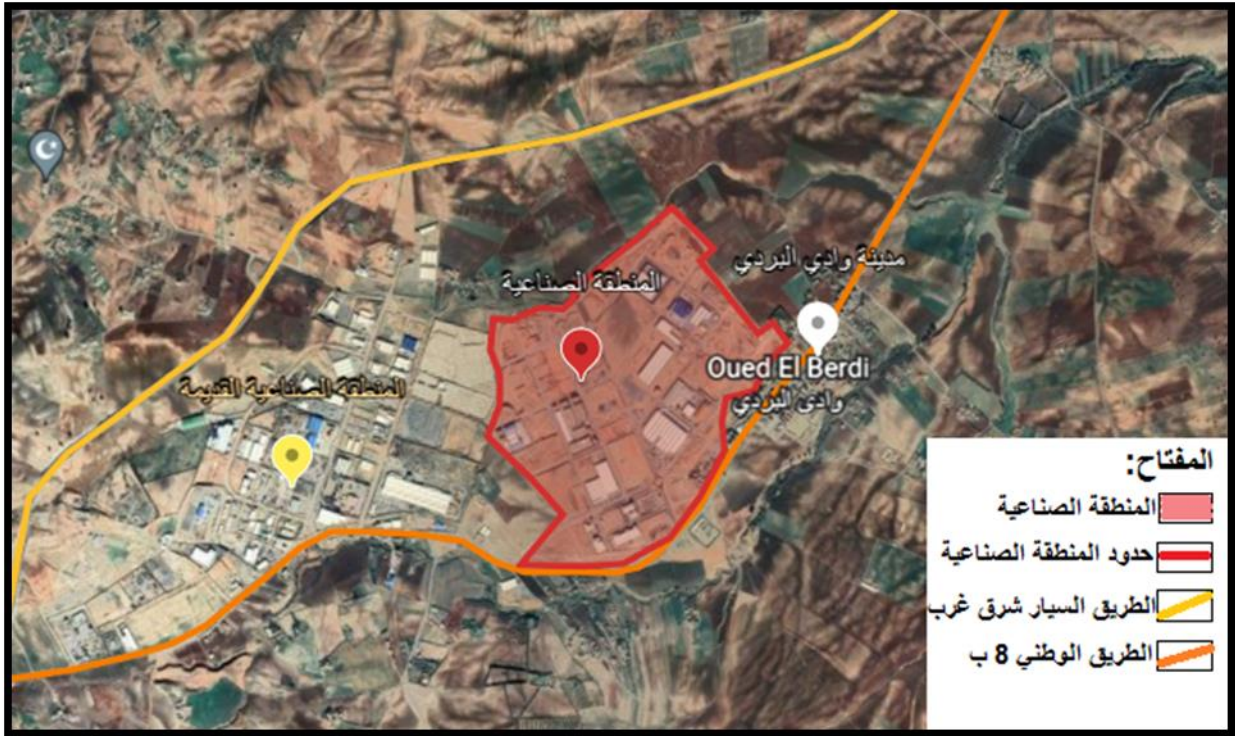 مدينة وادي البردي
المنطقة الصناعية
Oued El Berdi
وادي البردي
المنطقة الصناعية القديمة
المفتاح:
المنطقة الصناعية
حدود المنطقة الصناعية
الطريق السيار شرق غرب
الطريق الوطني 8 ب